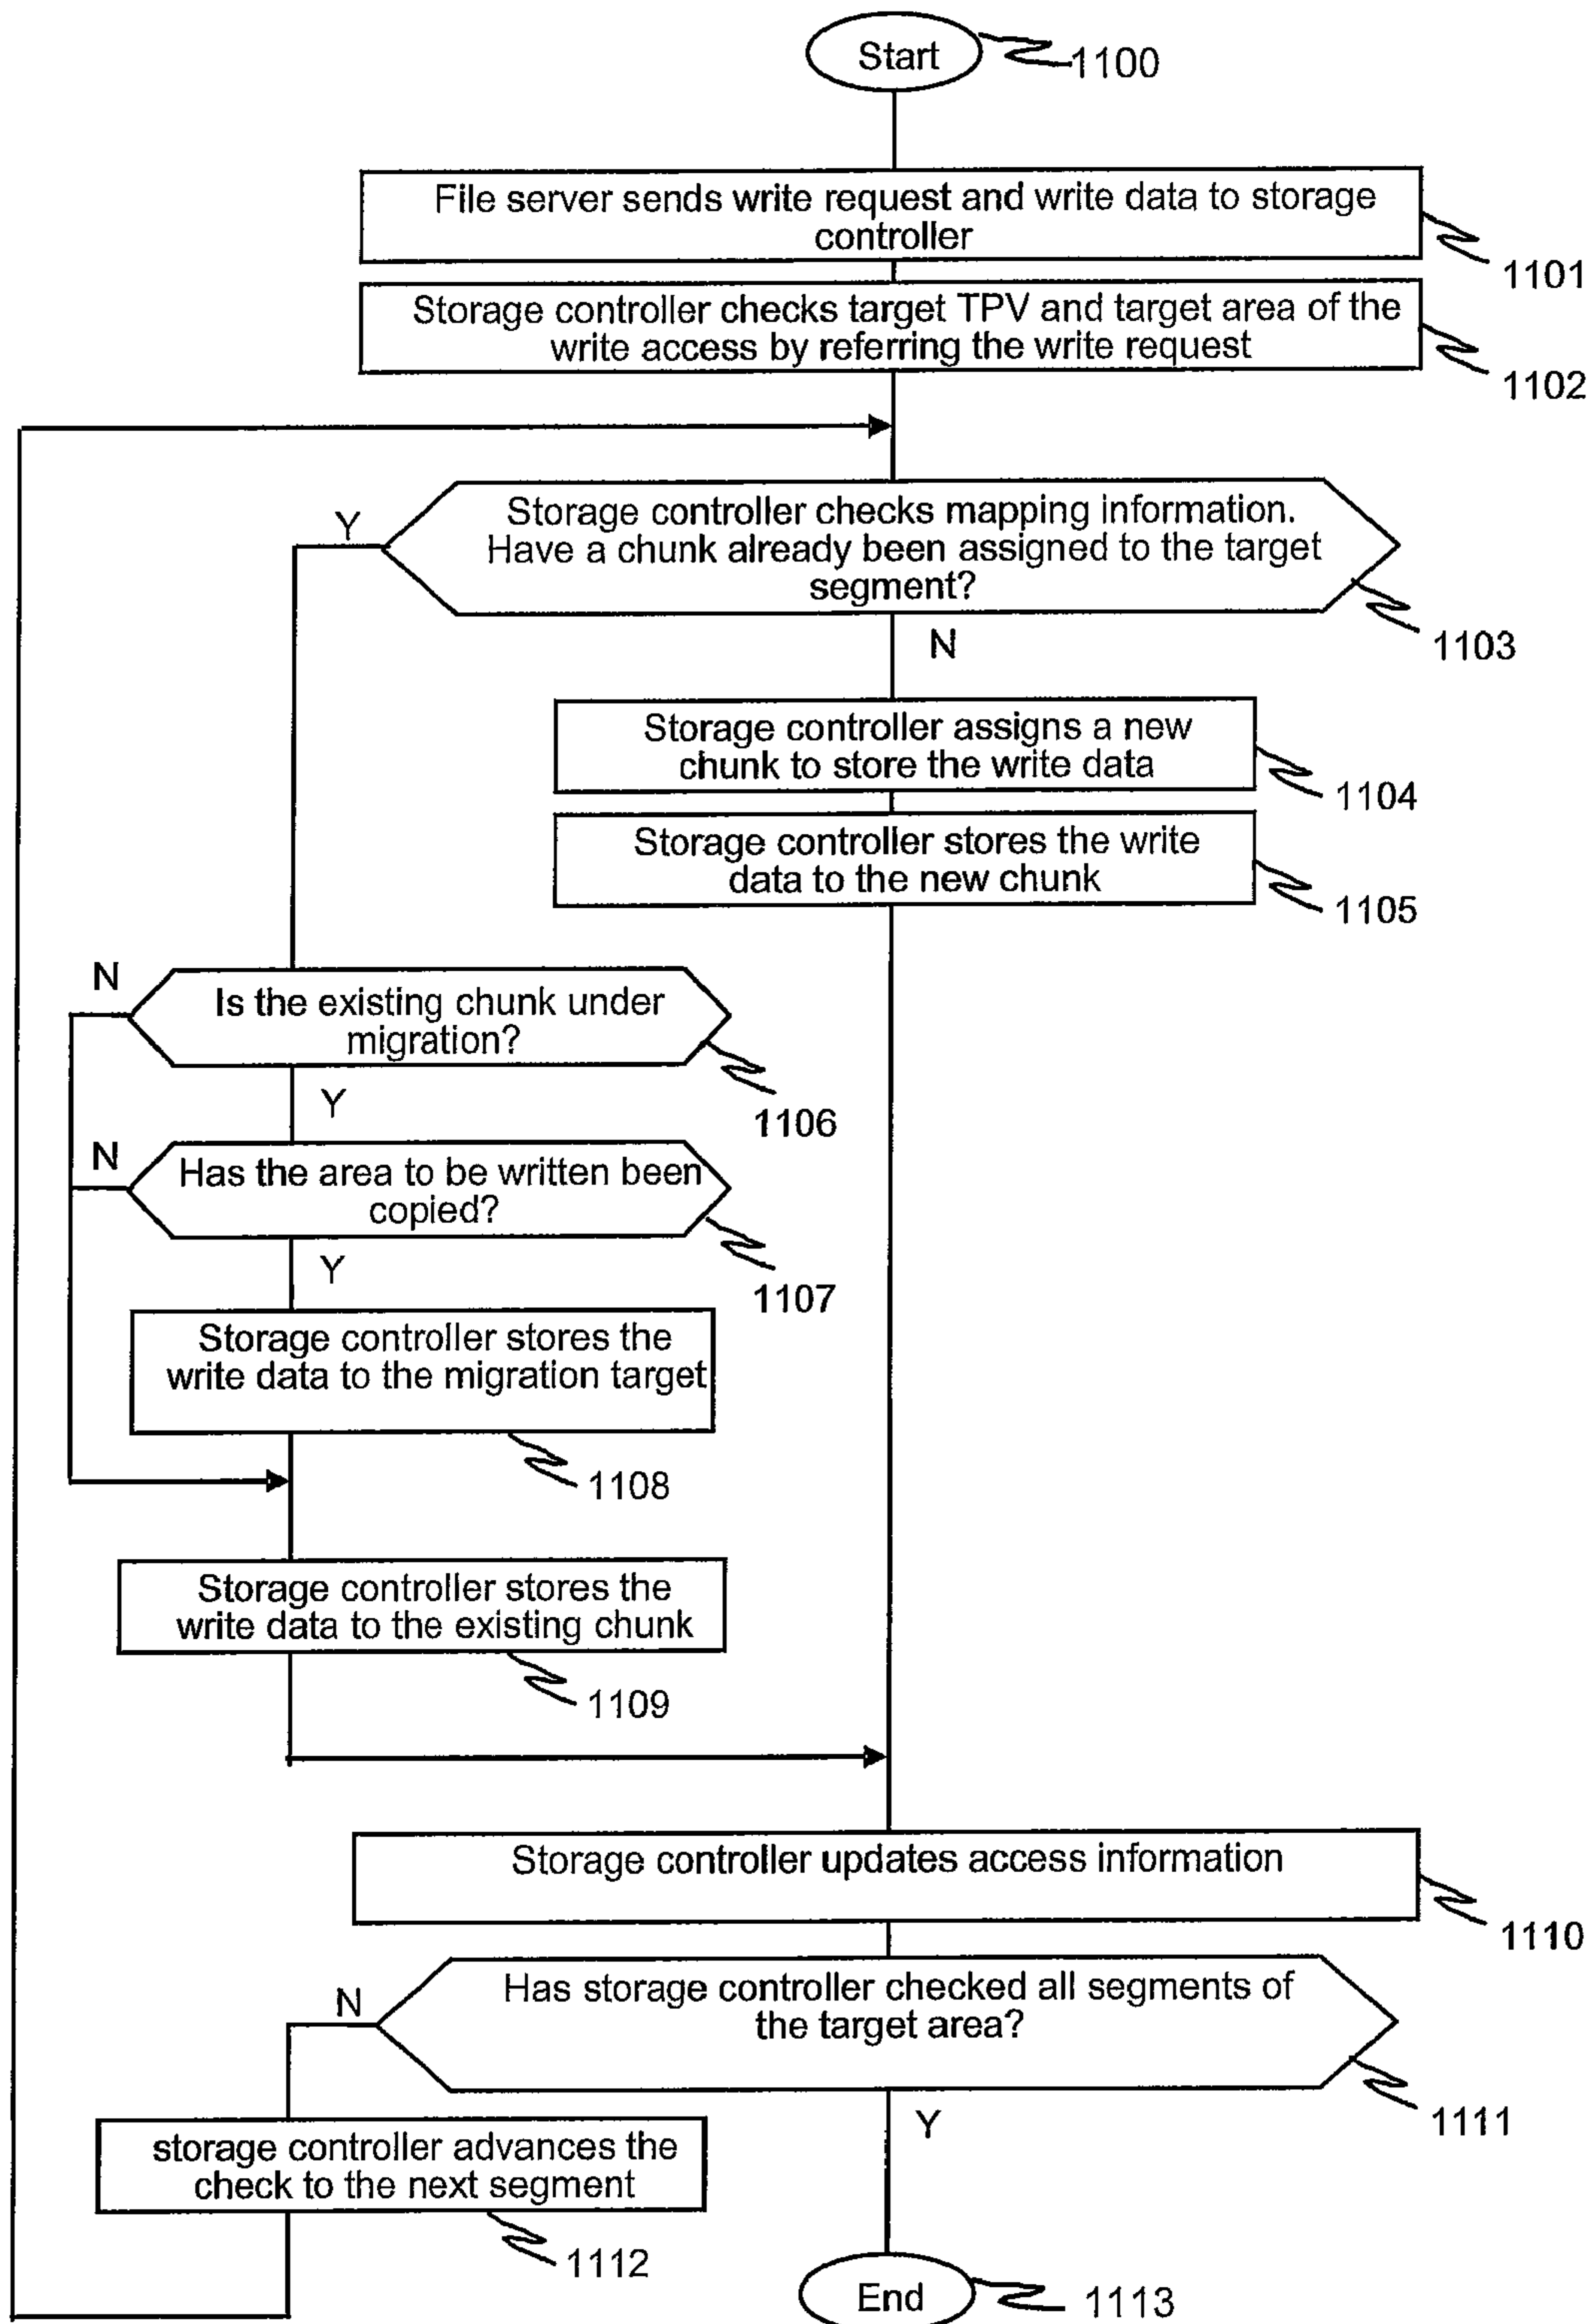 Start
1100
File server sends write request and write data to storage
controller
1101
Storage controller checks target TPV and target area of the
write access by referring the write request
1102
Storage controller checks mapping information.
Have a chunk already been assigned to the target
segment?
Y
1103
N
Storage controller assigns a new
chunk to store the write data
1104
Storage controller stores the write
data to the new chunk
1105
N
Is the existing chunk under
migration?
1106
Y
N
Has the area to be written been
copied?
1107
Y
Storage controller stores the
write data to the migration target
1108
Storage controller stores the
write data to the existing chunk
1109
Storage controller updates access information
1110
N
Has storage controller checked all segments of
the target area?
1111
Y
storage controller advances the
check to the next segment
1112
End
1113